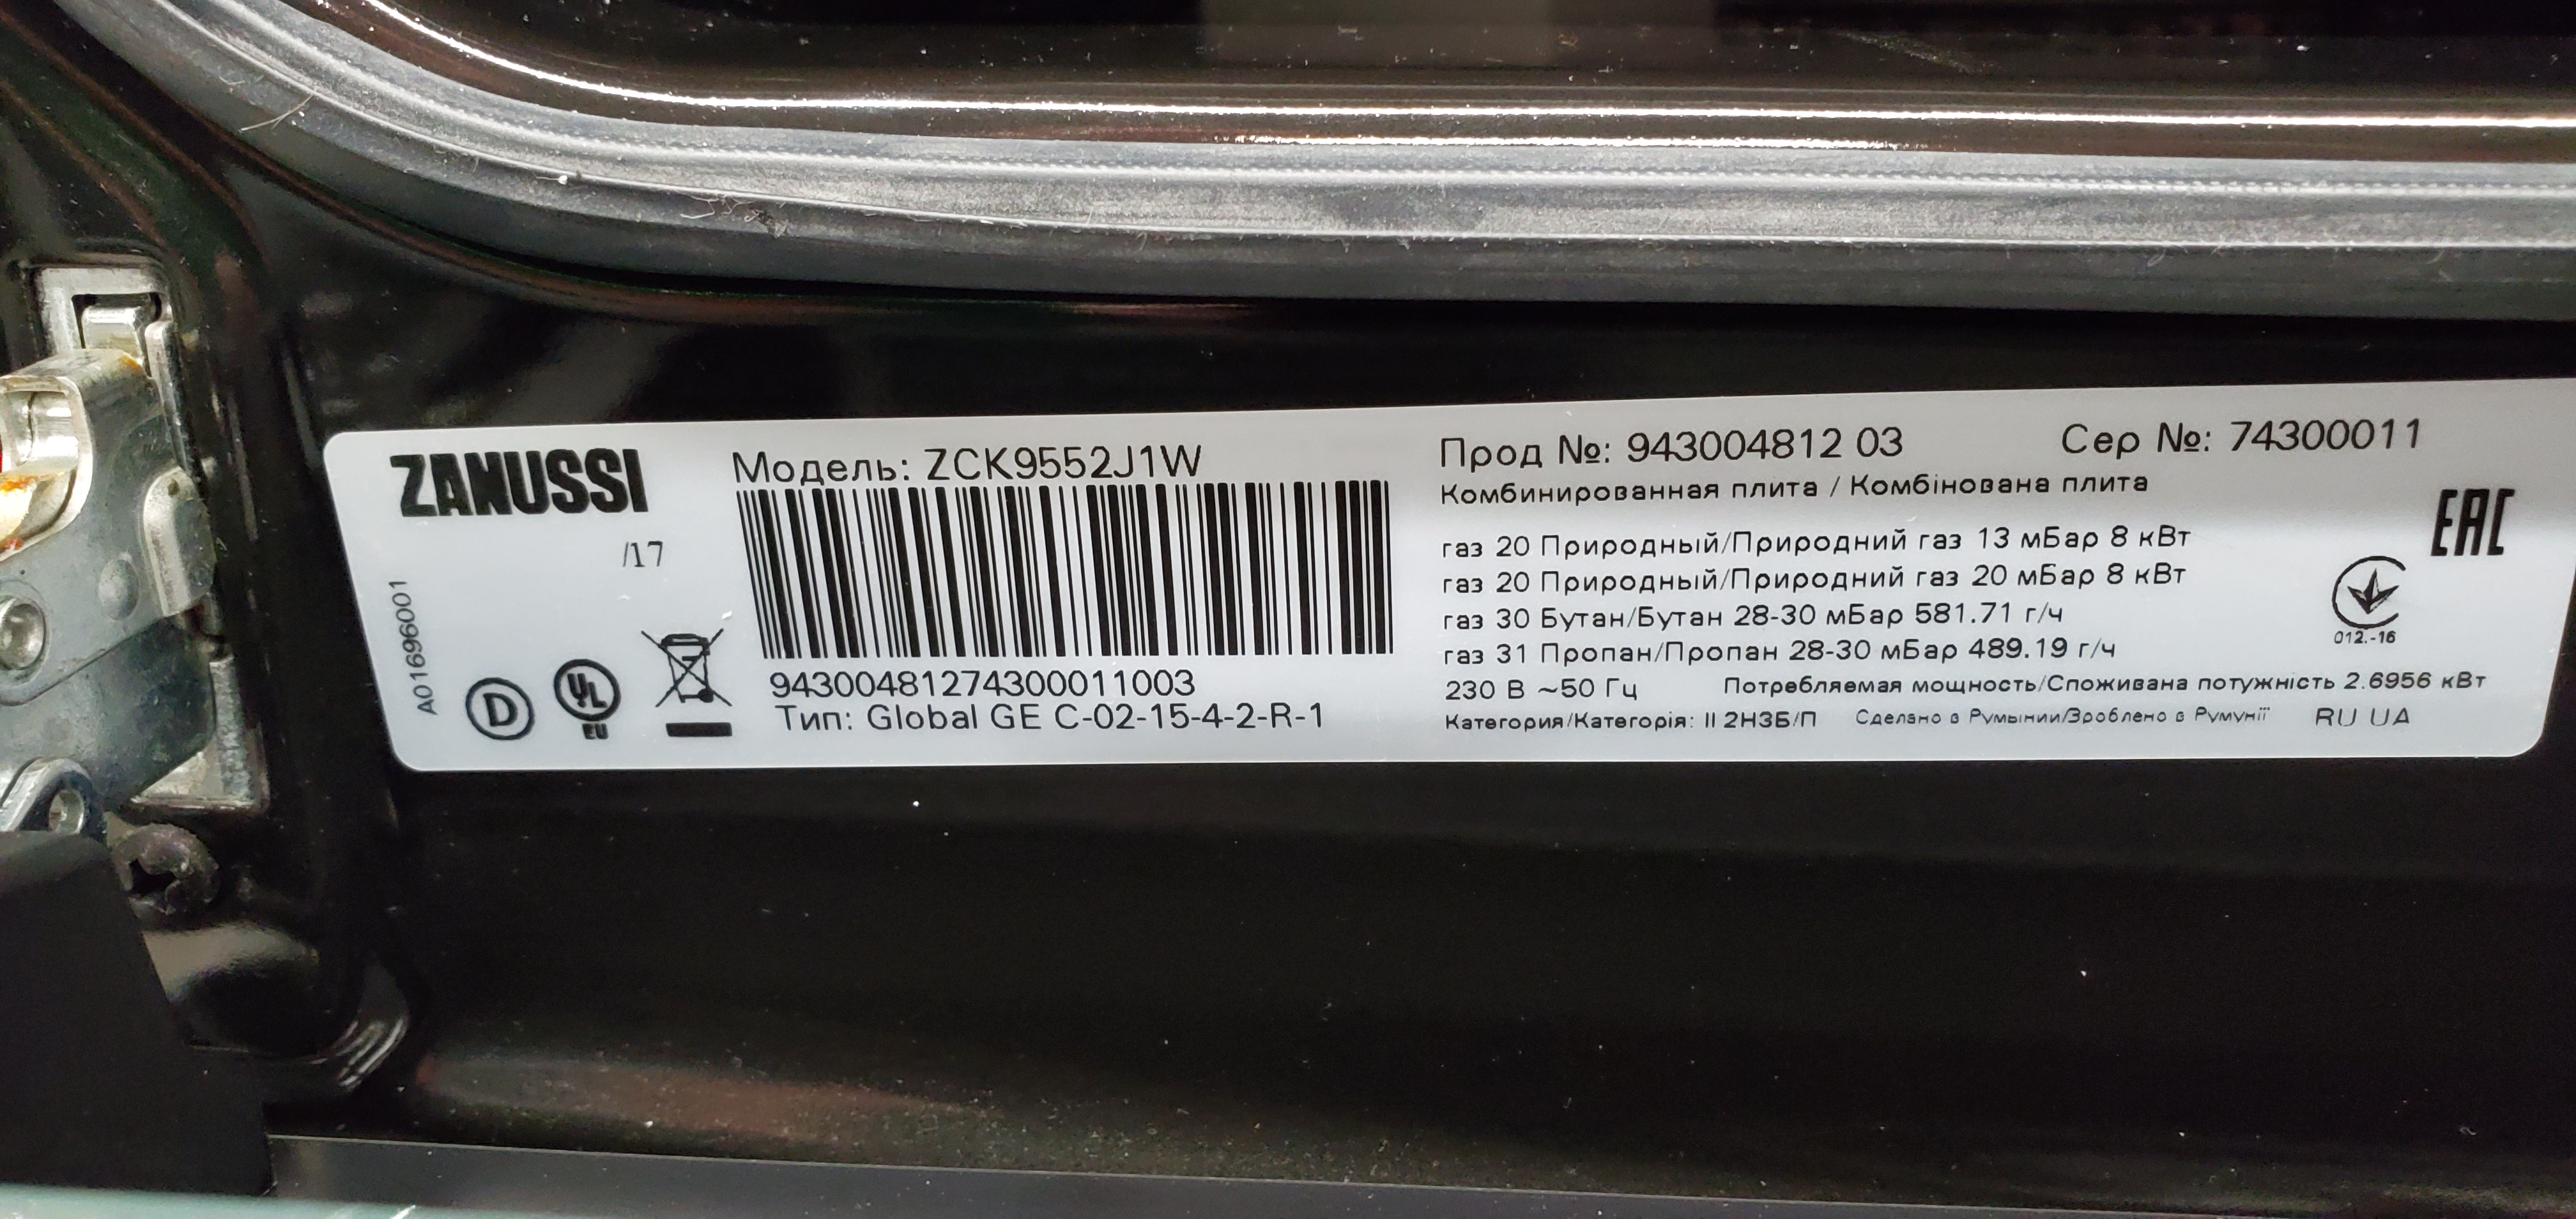 ZANUSSI
/17
A01696001
D
UL
EU
Модель: ZCK9552J1W
94300481274300011003
Тип: Global GE C-02-15-4-2-R-1
Прод №: 943004812 03 Сер №: 74300011
Комбинированная плита / Комбінована плита
газ 20 Природный/Природний газ 13 мБар 8 кВт
газ 20 Природный/Природний газ 20 мБар 8 кВт
газ 30 Бутан/Бутан 28-30 мБар 581.71 г/ч
газ 31 Пропан/Пропан 28-30 мБар 489.19 г/ч
230 В ~50 Гц Потребляемая мощность/Споживана потужність 2.6956 кВт
Категория/Категорія: II 2Н3Б/П Сделано в Румынии/Зроблено в Румунії RU UA
EAC
012.-16